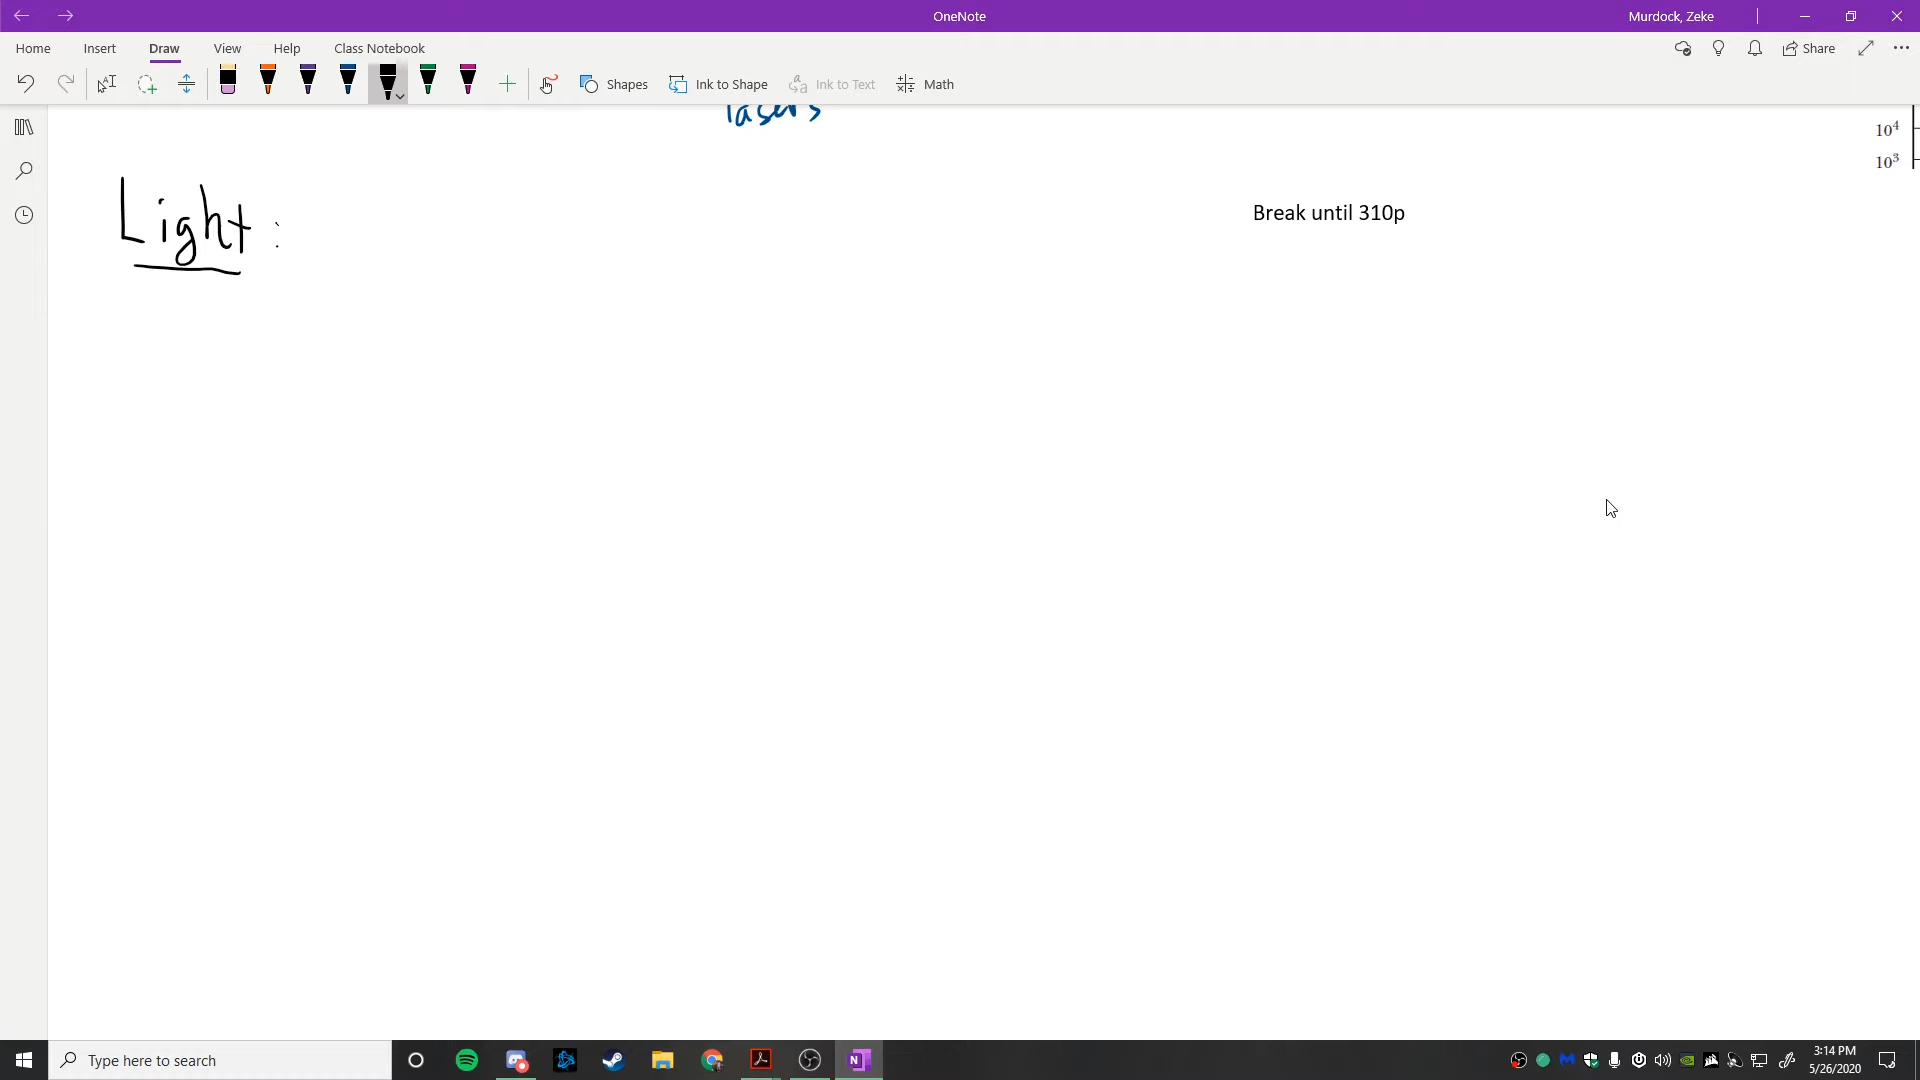 OneNote
Murdock, Zeke
Home Insert Draw View Help Class Notebook
Share
Shapes Ink to Shape Ink to Text Math
lasers
10⁴
10³
Light :
Break until 310p
Type here to search
3:14 PM
5/26/2020